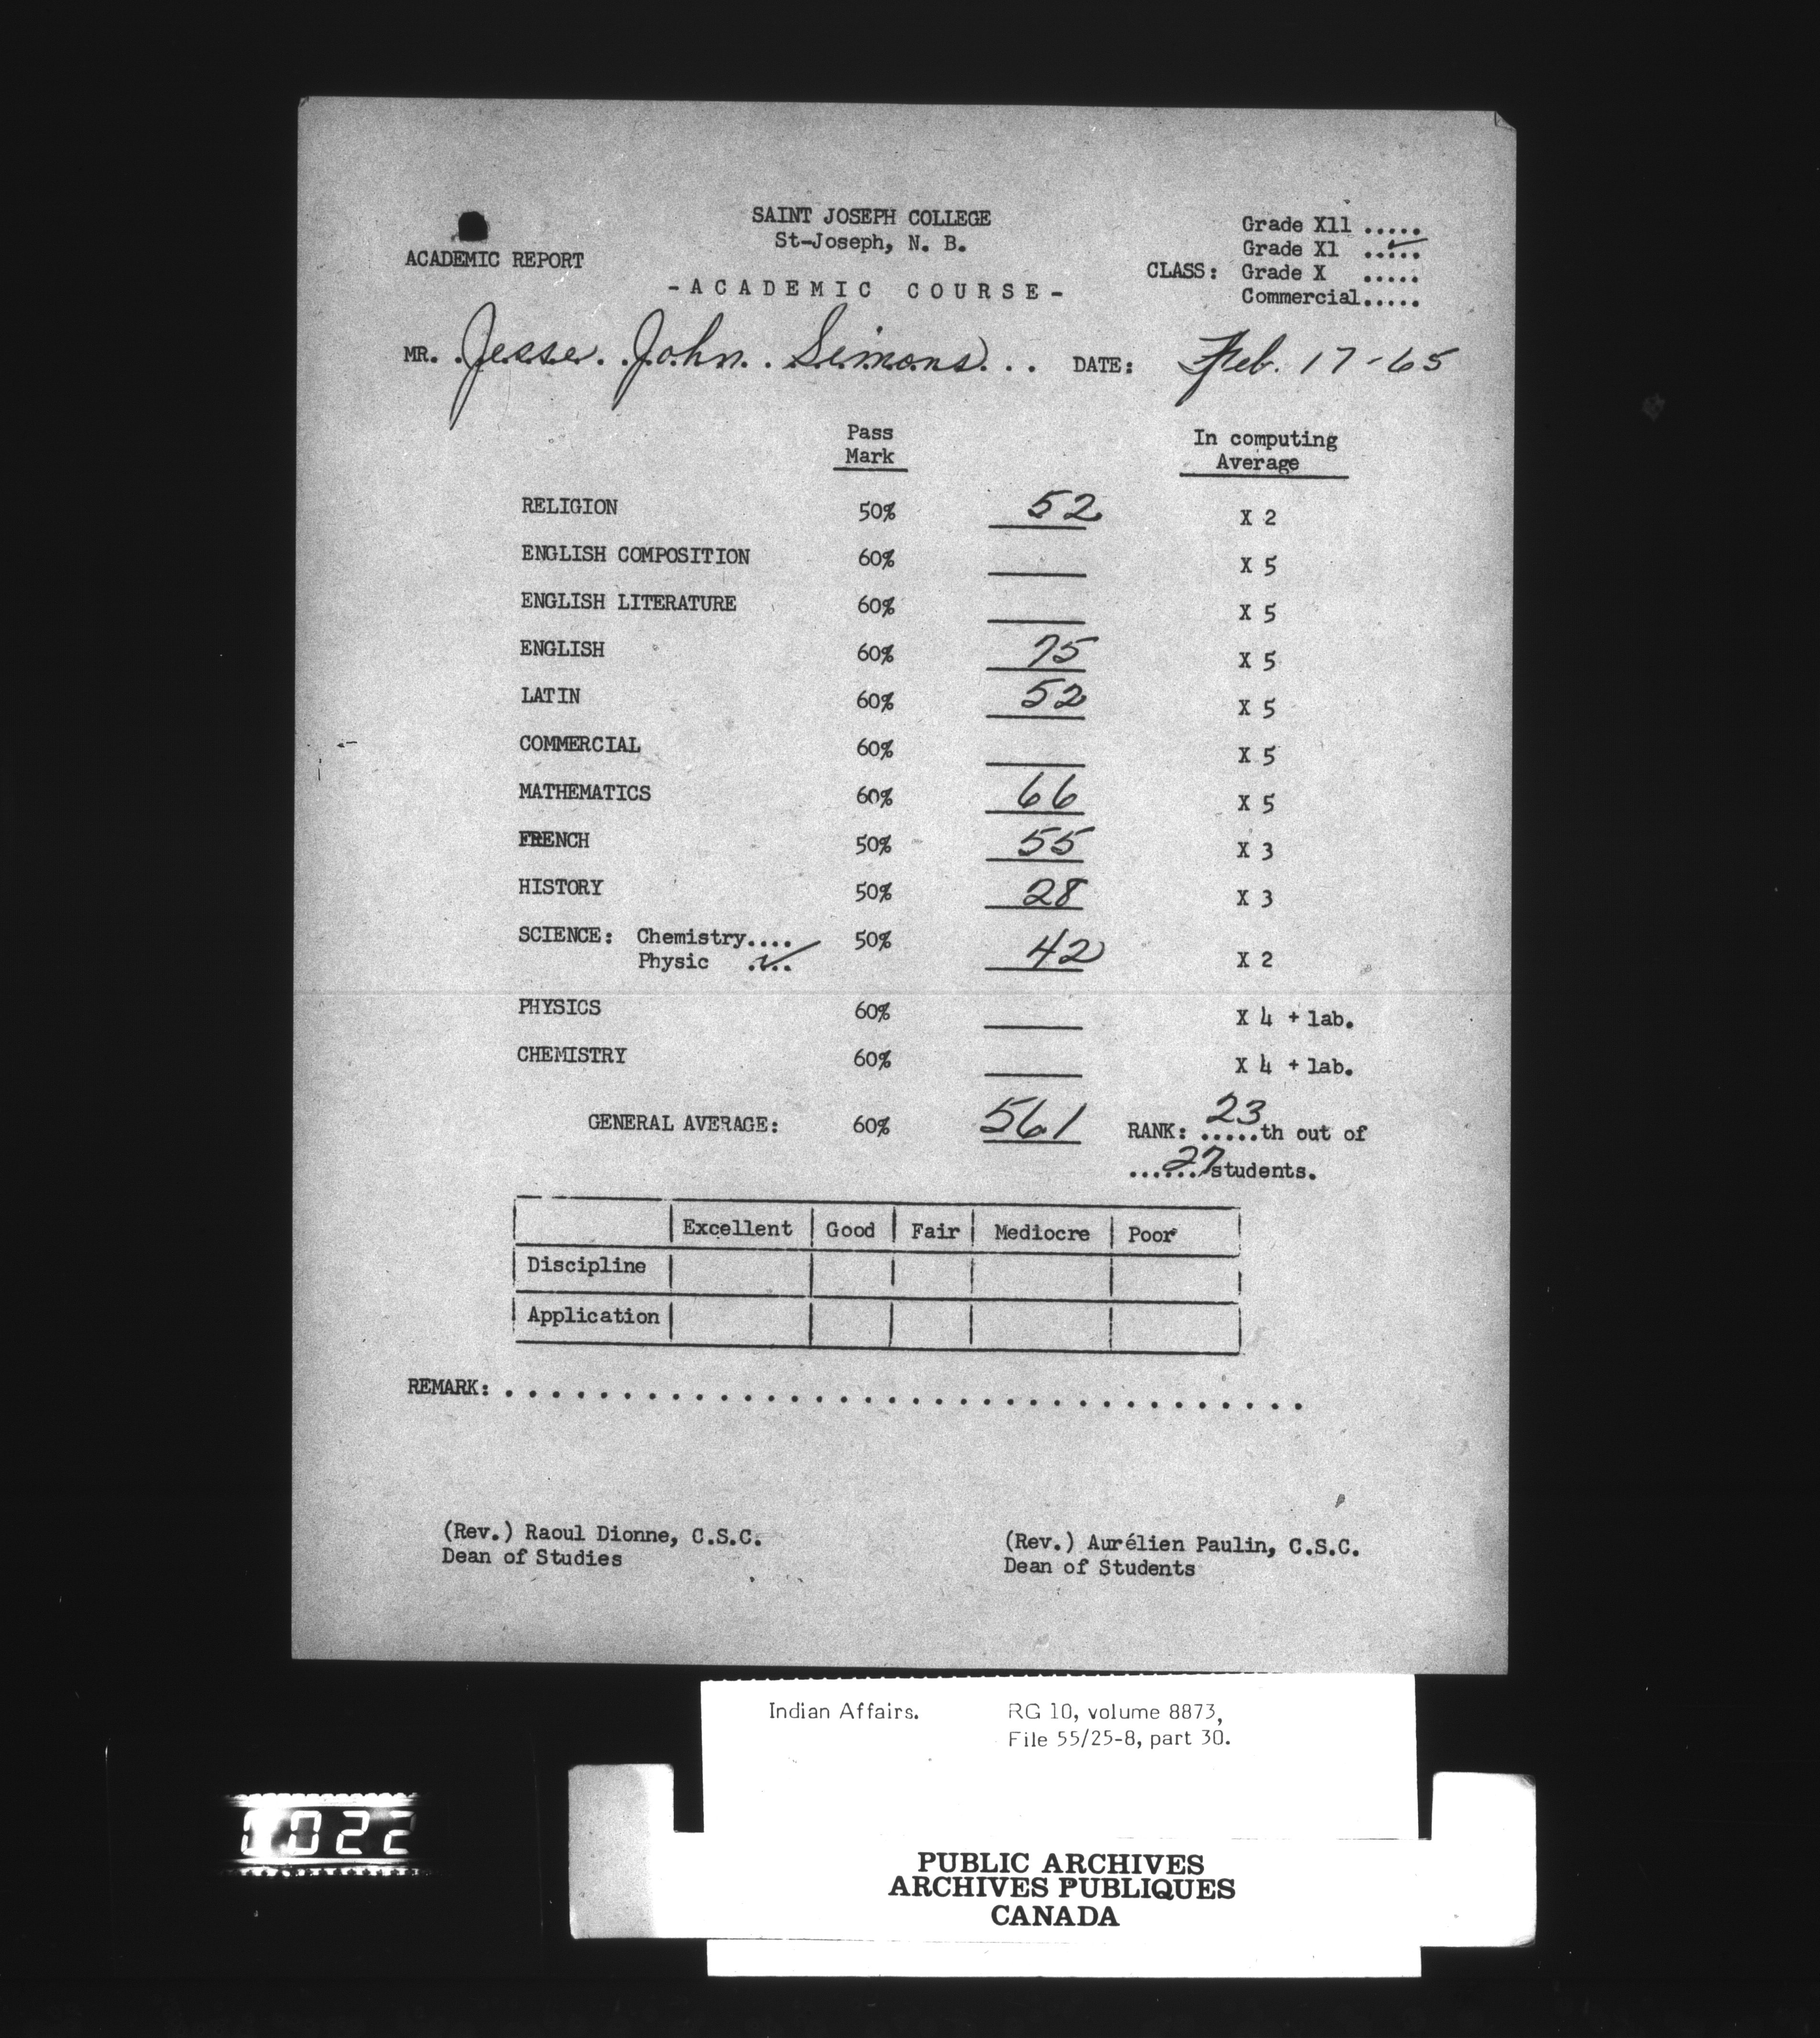 SAINT JOSEPH COLLEGE
St-Joseph, N. B.
ACADEMIC REPORT
-ACADEMIC COURSE-
Grade X11 .....
Grade X1 ..✓..
CLASS: Grade X .....
Commercial.....
MR. Jesse John Simons... DATE: Feb. 17-65
Pass Mark In computing Average
RELIGION 50% 52 X 2
ENGLISH COMPOSITION 60% X 5
ENGLISH LITERATURE 60% X 5
ENGLISH 60% 75 X 5
LATIN 60% 52 X 5
COMMERCIAL 60% X 5
MATHEMATICS 60% 66 X 5
FRENCH 50% 55 X 3
HISTORY 50% 28 X 3
SCIENCE: Chemistry.... 50% 42 X 2
Physic .✓..
PHYSICS 60% X 4 + lab.
CHEMISTRY 60% X 4 + lab.
GENERAL AVERAGE: 60% 56.1 RANK: 23 th out of
27 students.
Excellent Good Fair Mediocre Poor
Discipline
Application
REMARK: ..................................
(Rev.) Raoul Dionne, C.S.C.
Dean of Studies
(Rev.) Aurélien Paulin, C.S.C.
Dean of Students
Indian Affairs. RG 10, volume 8873,
File 55/25-8, part 30.
1022
PUBLIC ARCHIVES
ARCHIVES PUBLIQUES
CANADA